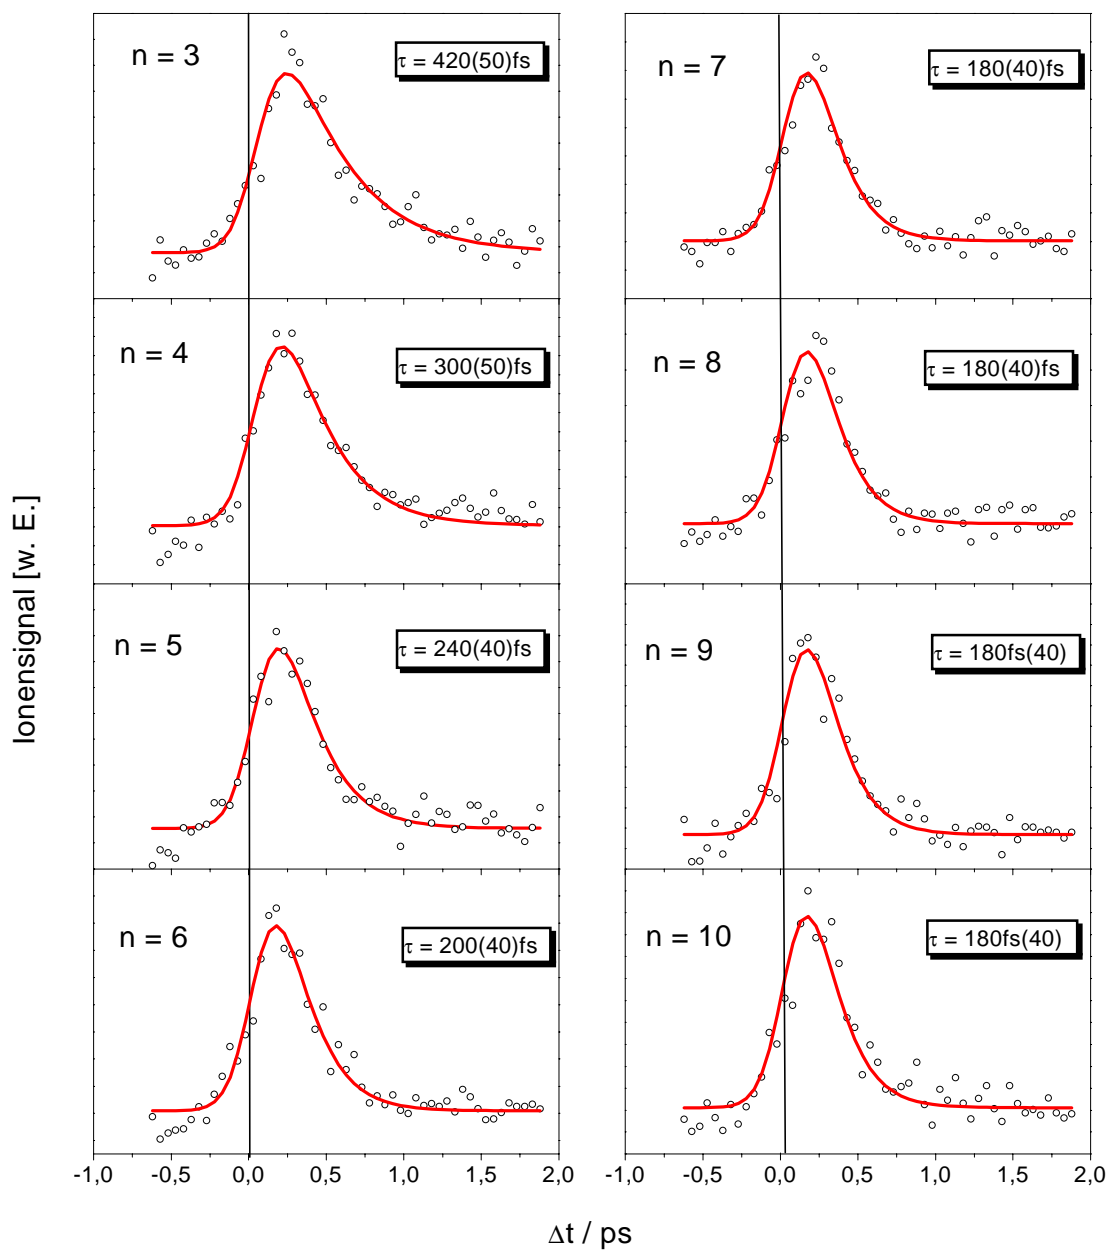 Ionensignal [w. E.]
n = 3
τ = 420(50)fs
n = 4
τ = 300(50)fs
n = 5
τ = 240(40)fs
n = 6
τ = 200(40)fs
-1,0 -0,5 0,0 0,5 1,0 1,5 2,0
n = 7
τ = 180(40)fs
n = 8
τ = 180(40)fs
n = 9
τ = 180fs(40)
n = 10
τ = 180fs(40)
-1,0 -0,5 0,0 0,5 1,0 1,5 2,0
Δt / ps